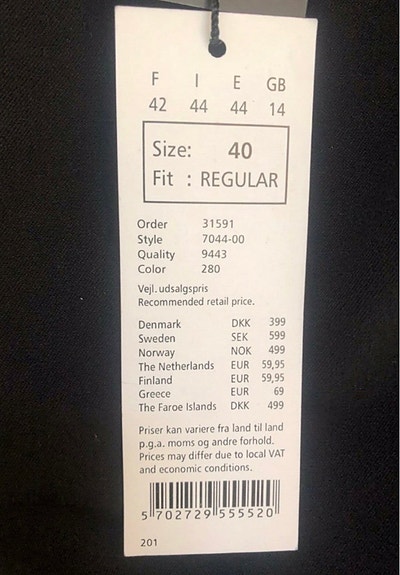 F I E GB
42 44 44 14
Size: 40
Fit : REGULAR
Order 31591
Style 7044-00
Quality 9443
Color 280
Vejl. udsalgspris
Recommended retail price.
Denmark DKK 399
Sweden SEK 599
Norway NOK 499
The Netherlands EUR 59,95
Finland EUR 59,95
Greece EUR 69
The Faroe Islands DKK 499
Priser kan variere fra land til land
p.g.a. moms og andre forhold.
Prices may differ due to local VAT
and economic conditions.
5 702729 555520
201